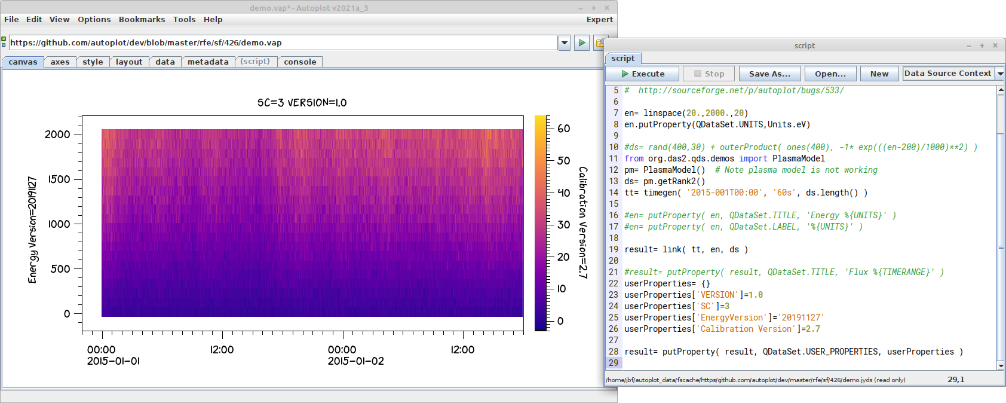 demo.vap* - Autoplot v2021a_3
File Edit View Options Bookmarks Tools Help Expert
https://github.com/autoplot/dev/blob/master/rfe/sf/426/demo.vap
canvas axes style layout data metadata (script) console
SC=3 VERSION=1.0
Energy Version=20191127
2000
1500
1000
500
0
00:00 12:00 00:00 12:00
2015-01-01 2015-01-02
60
50
40
30
20
10
0
Calibration Version=2.7
script
script
Execute Stop Save As... Open... New Data Source Context
5 # http://sourceforge.net/p/autoplot/bugs/533/
6
7 en= linspace(20.,2000.,20)
8 en.putProperty(QDataSet.UNITS,Units.eV)
9
10 #ds= rand(400,30) + outerProduct( ones(400), -1* exp(((en-200)/1000)**2) )
11 from org.das2.qds.demos import PlasmaModel
12 pm= PlasmaModel() # Note plasma model is not working
13 ds= pm.getRank2()
14 tt= timegen( '2015-001T00:00', '60s', ds.length() )
15
16 #en= putProperty( en, QDataSet.TITLE, 'Energy %{UNITS}' )
17 #en= putProperty( en, QDataSet.LABEL, '%{UNITS}' )
18
19 result= link( tt, en, ds )
20
21 #result= putProperty( result, QDataSet.TITLE, 'Flux %{TIMERANGE}' )
22 userProperties= {}
23 userProperties['VERSION']=1.0
24 userProperties['SC']=3
25 userProperties['EnergyVersion']='20191127'
26 userProperties['Calibration Version']=2.7
27
28 result= putProperty( result, QDataSet.USER_PROPERTIES, userProperties )
29
/home/jbf/autoplot_data/fscache/https/github.com/autoplot/dev/master/rfe/sf/426/demo.jyds (read only) 29,1